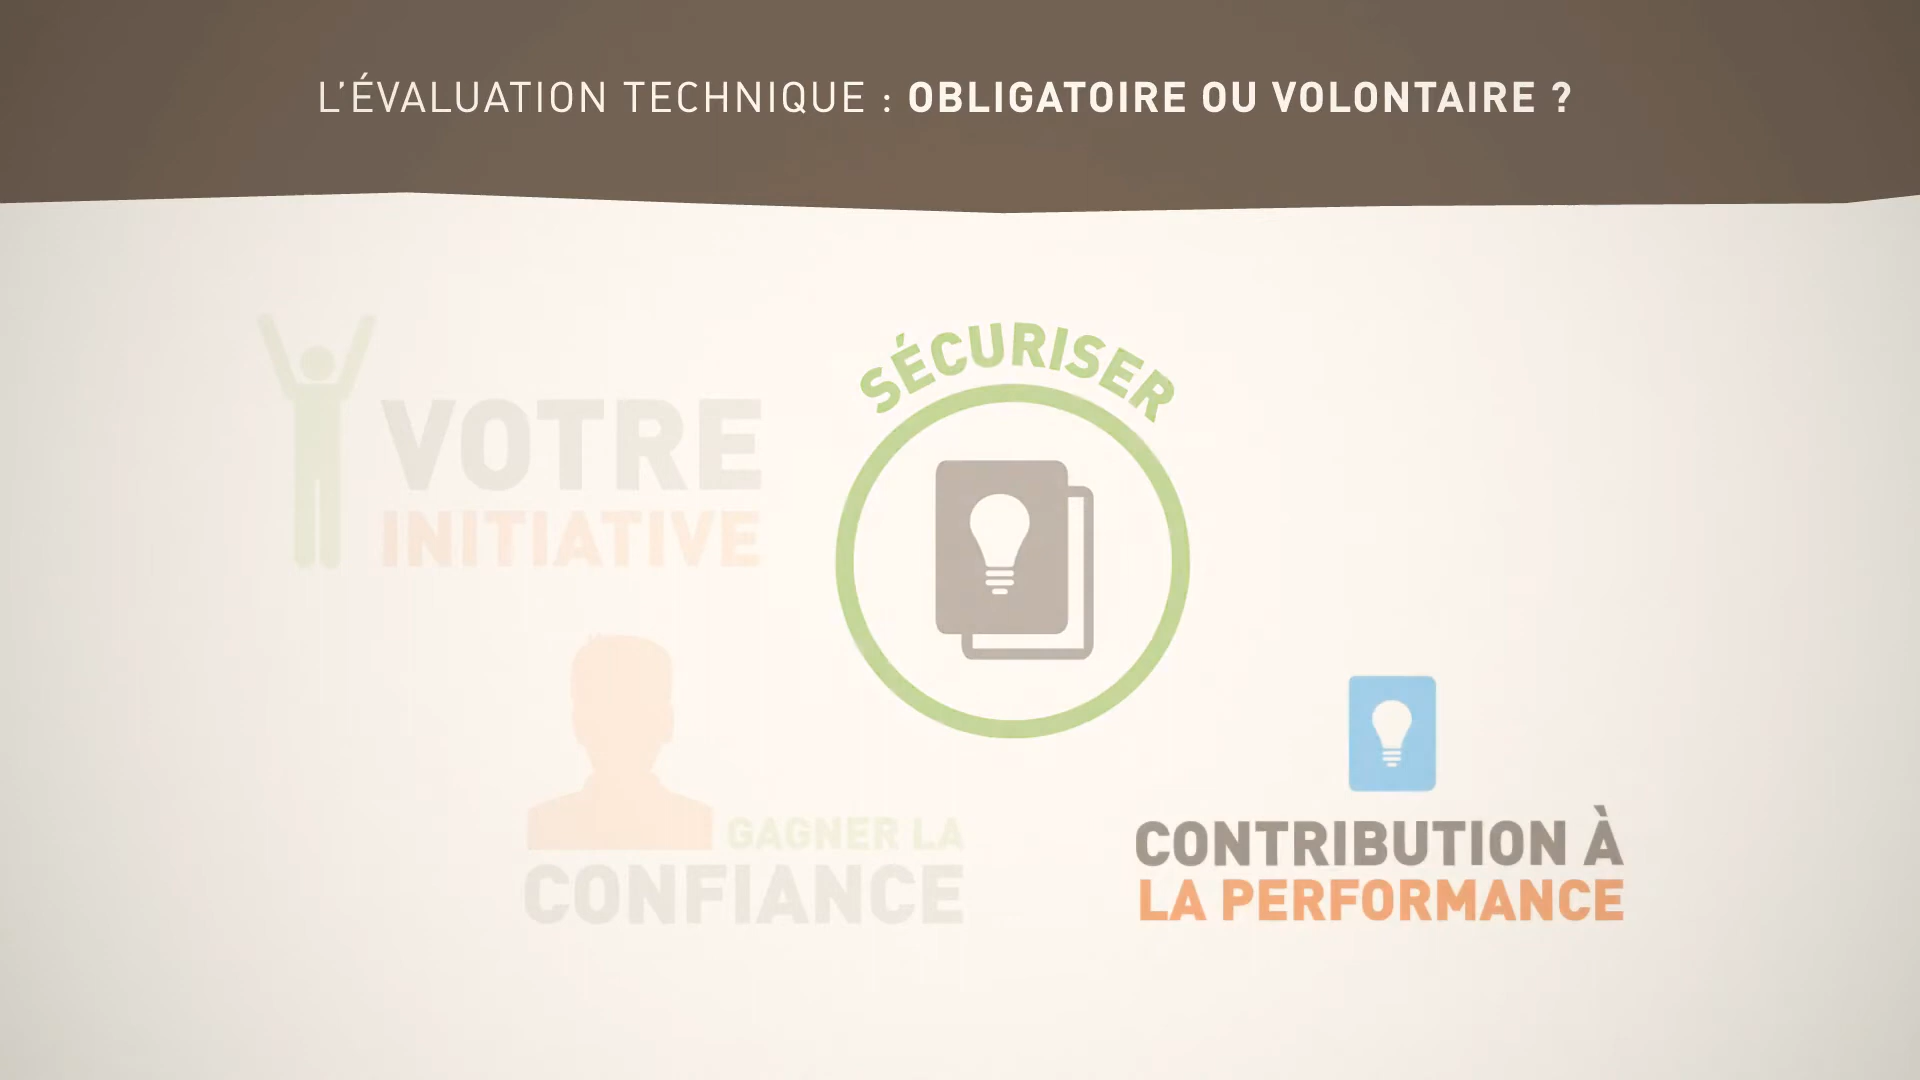 L'ÉVALUATION TECHNIQUE : OBLIGATOIRE OU VOLONTAIRE ?
SÉCURISER
VOTRE
INITIATIVE
GAGNER LA
CONFIANCE
CONTRIBUTION À
LA PERFORMANCE